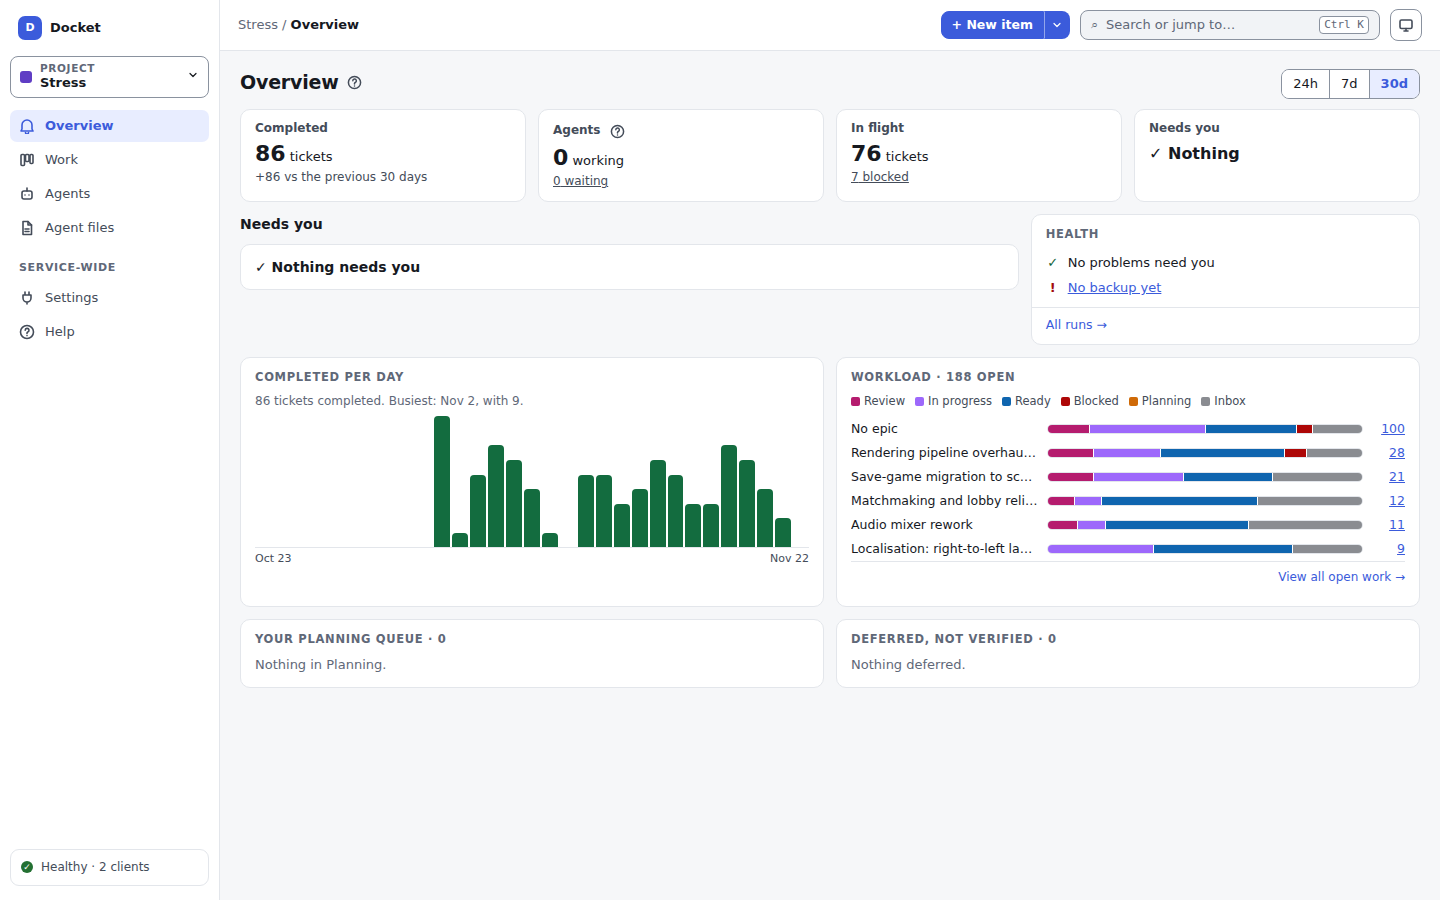 D Docket
PROJECT
Stress
Overview
Work
Agents
Agent files
SERVICE-WIDE
Settings
Help
✓ Healthy · 2 clients
Stress / Overview
+ New item
Search or jump to…
Ctrl K
Overview ?
24h 7d 30d
Completed
86 tickets
+86 vs the previous 30 days
Agents ?
0 working
0 waiting
In flight
76 tickets
7 blocked
Needs you
✓ Nothing
Needs you
✓ Nothing needs you
HEALTH
✓ No problems need you
! No backup yet
All runs →
COMPLETED PER DAY
86 tickets completed. Busiest: Nov 2, with 9.
Oct 23 Nov 22
WORKLOAD · 188 OPEN
Review In progress Ready Blocked Planning Inbox
No epic 100
Rendering pipeline overhau… 28
Save-game migration to sc… 21
Matchmaking and lobby reli… 12
Audio mixer rework 11
Localisation: right-to-left la… 9
View all open work →
YOUR PLANNING QUEUE · 0
Nothing in Planning.
DEFERRED, NOT VERIFIED · 0
Nothing deferred.